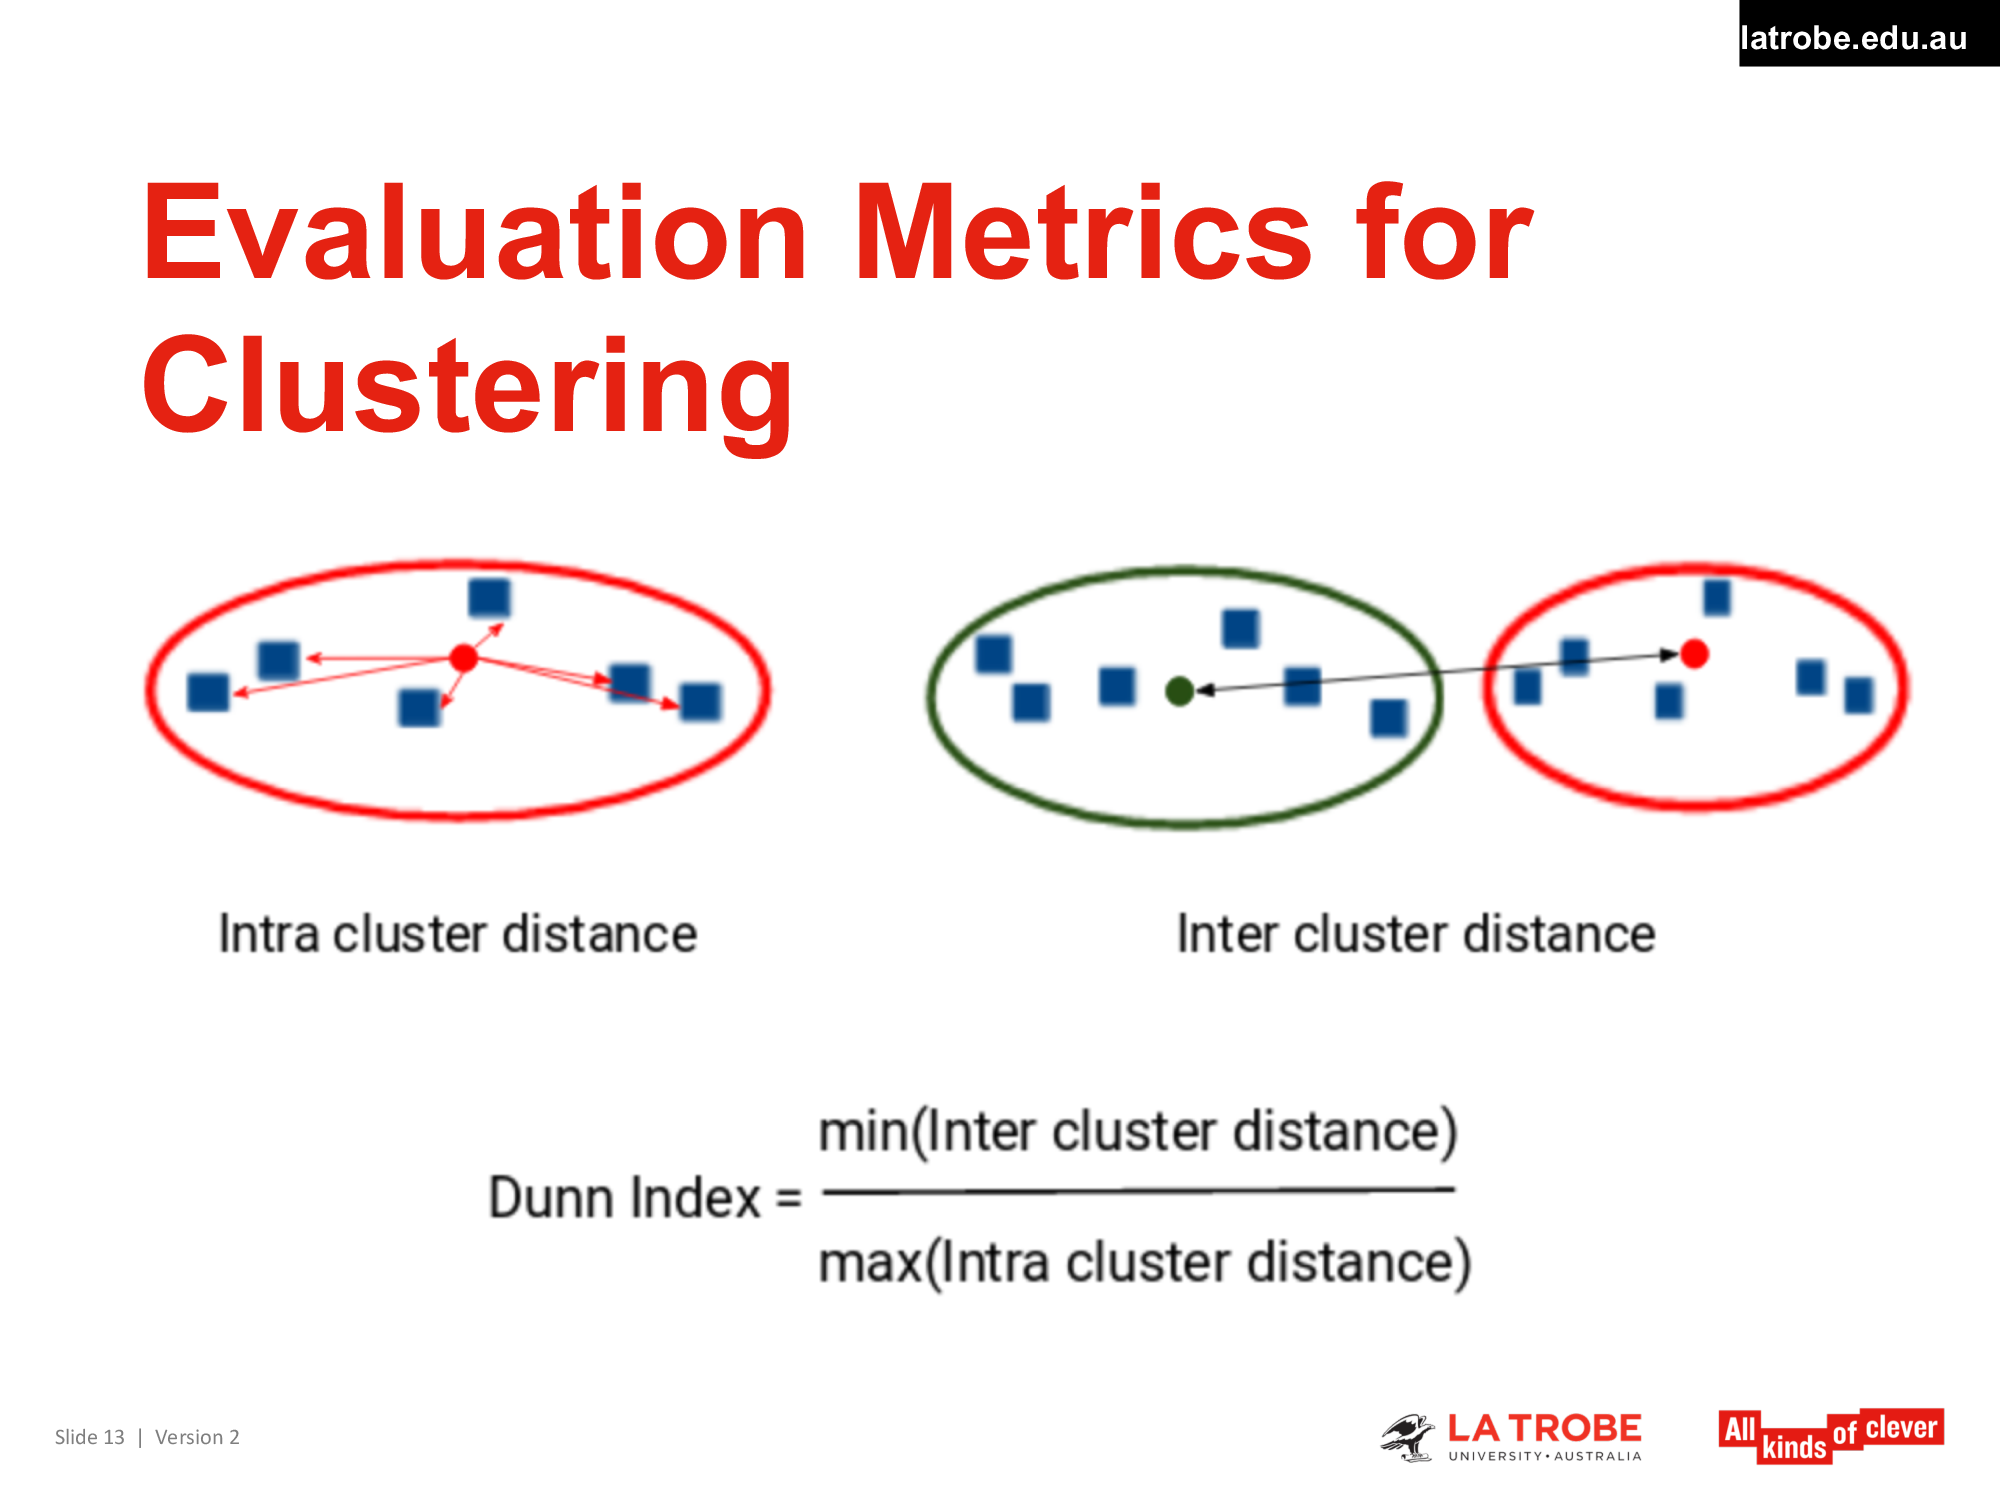 latrobe.edu.au
Evaluation Metrics for
Clustering
Intra cluster distance
Inter cluster distance
min(Inter cluster distance)
Dunn Index =
max(Intra cluster distance)
Slide 13 | Version 2
LA TROBE
UNIVERSITY • AUSTRALIA
All kinds of clever